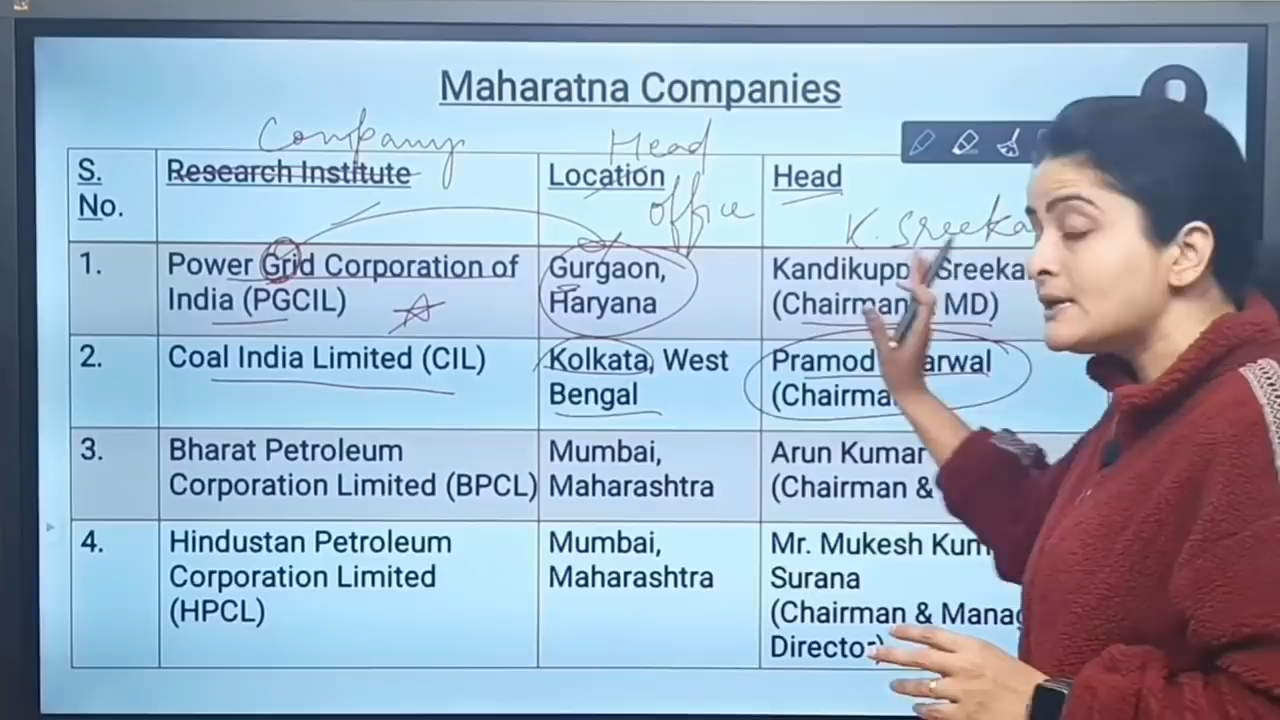 Maharatna Companies
Company
Head
office
S.
No.
Research Institute
Location
Head
K. Sreeka
1.
Power Grid Corporation of
India (PGCIL)
Gurgaon,
Haryana
Kandikupp Sreeka
(Chairman MD)
2.
Coal India Limited (CIL)
Kolkata, West
Bengal
Pramod arwal
(Chairma
3.
Bharat Petroleum
Corporation Limited (BPCL)
Mumbai,
Maharashtra
Arun Kumar
(Chairman &
4.
Hindustan Petroleum
Corporation Limited
(HPCL)
Mumbai,
Maharashtra
Mr. Mukesh Kum
Surana
(Chairman & Manag
Director)